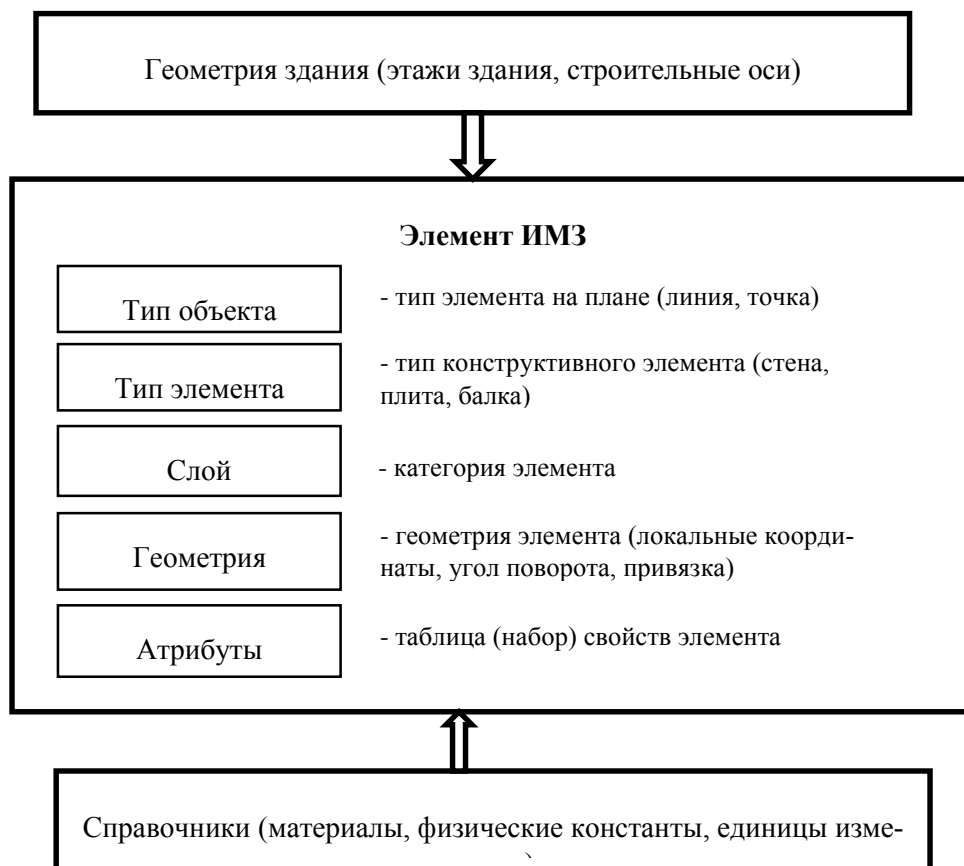 Геометрия здания (этажи здания, строительные оси)
Элемент ИМЗ
Тип объекта
- тип элемента на плане (линия, точка)
Тип элемента
- тип конструктивного элемента (стена,
плита, балка)
Слой
- категория элемента
Геометрия
- геометрия элемента (локальные коорди-
наты, угол поворота, привязка)
Атрибуты
- таблица (набор) свойств элемента
Справочники (материалы, физические константы, единицы изме-